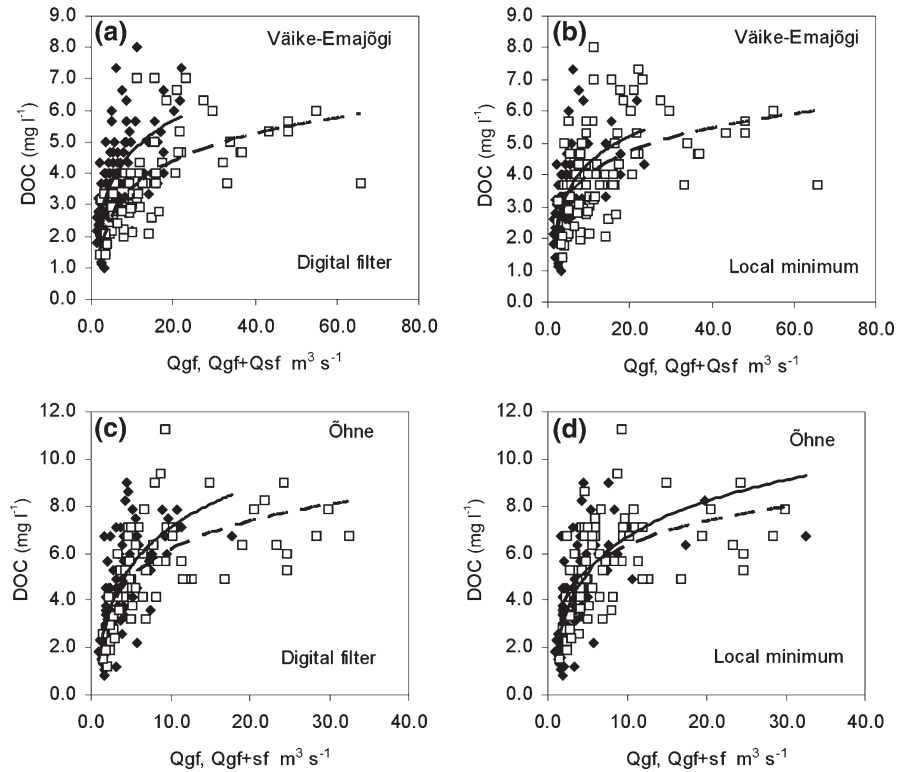 (a) Väike-Emajõgi
DOC (mg l⁻¹)
9.0
8.0
7.0
6.0
5.0
4.0
3.0
2.0
1.0
0.0
Digital filter
0.0 20.0 40.0 60.0 80.0
Qgf, Qgf+Qsf m³ s⁻¹
(b) Väike-Emajõgi
DOC (mg l⁻¹)
9.0
8.0
7.0
6.0
5.0
4.0
3.0
2.0
1.0
0.0
Local minimum
0.0 20.0 40.0 60.0 80.0
Qgf, Qgf+Qsf m³ s⁻¹
(c) Õhne
DOC (mg l⁻¹)
12.0
10.0
8.0
6.0
4.0
2.0
0.0
Digital filter
0.0 10.0 20.0 30.0 40.0
Qgf, Qgf+sf m³ s⁻¹
(d) Õhne
DOC (mg l⁻¹)
12.0
10.0
8.0
6.0
4.0
2.0
0.0
Local minimum
0.0 10.0 20.0 30.0 40.0
Qgf, Qgf+sf m³ s⁻¹